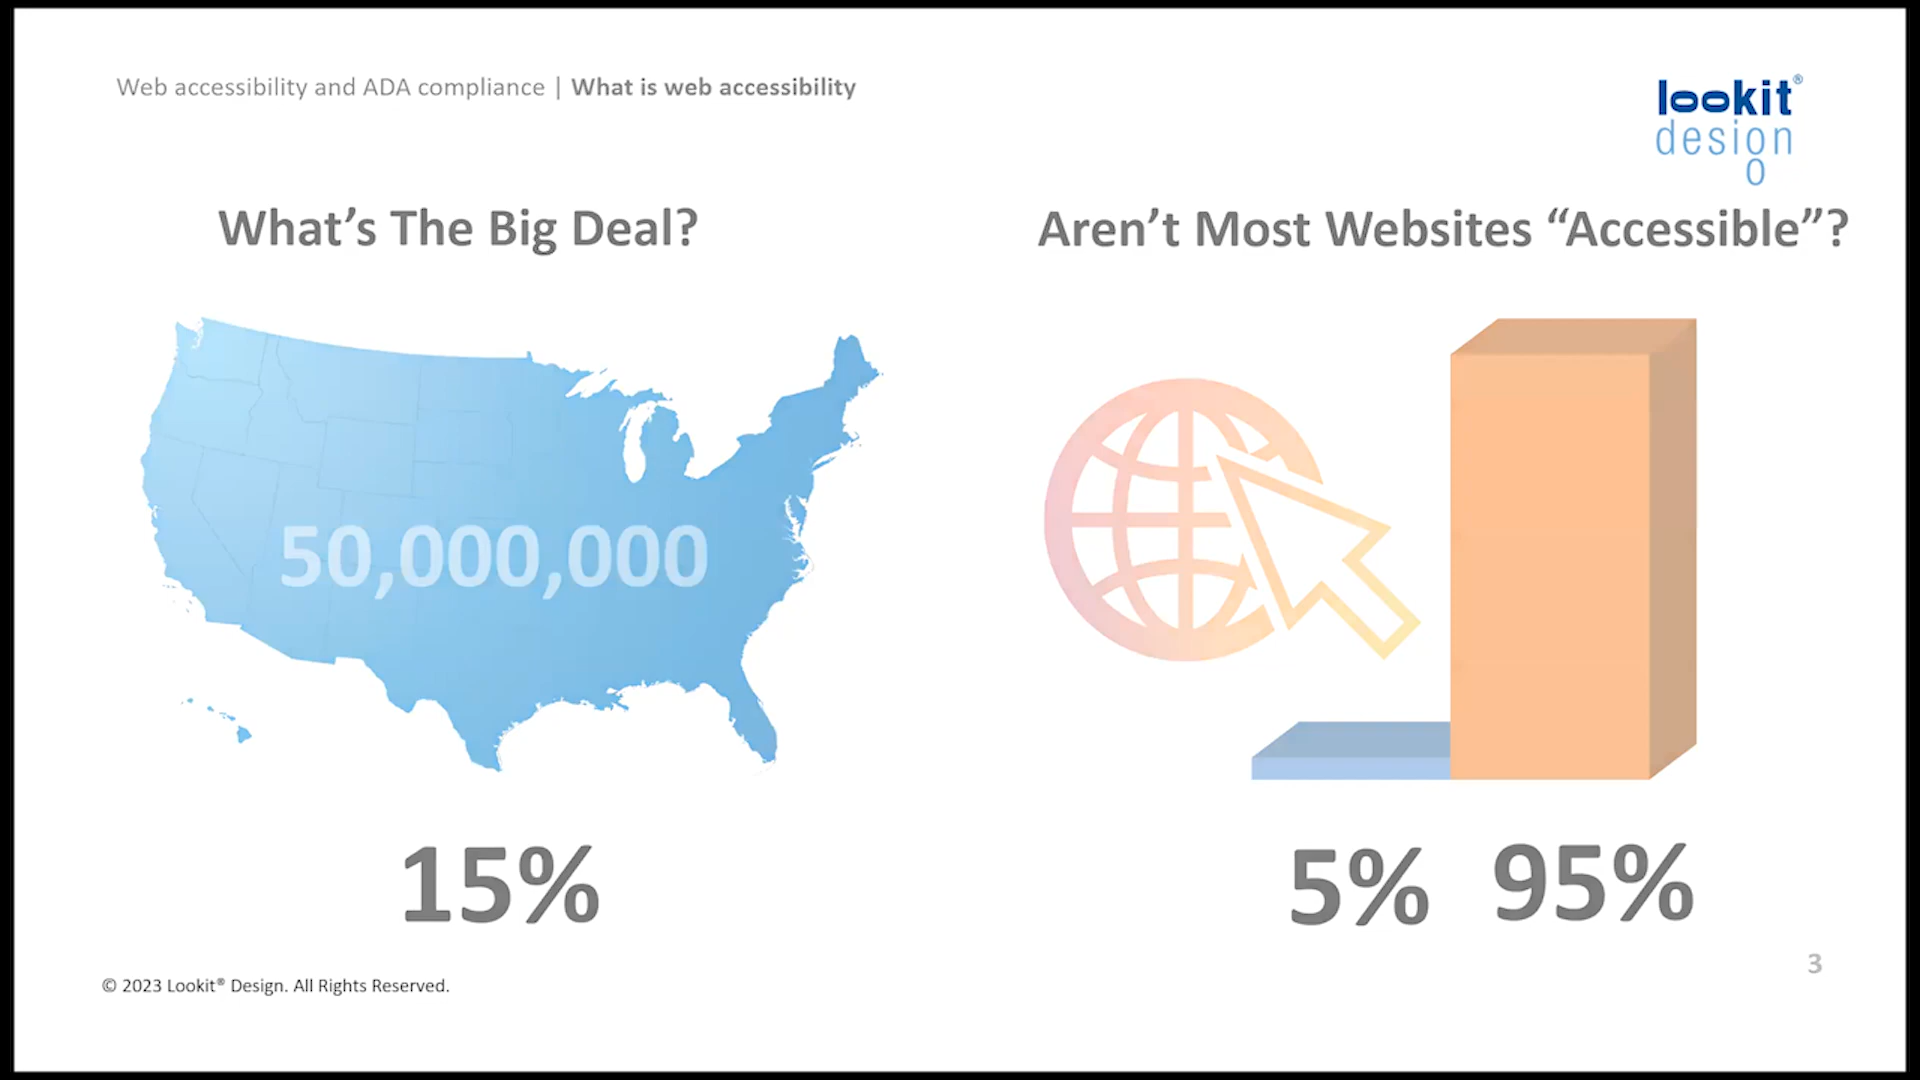 Web accessibility and ADA compliance | What is web accessibility
lookit®
design
What's The Big Deal?
Aren't Most Websites “Accessible”?
50,000,000
15%
5% 95%
3
© 2023 Lookit® Design. All Rights Reserved.